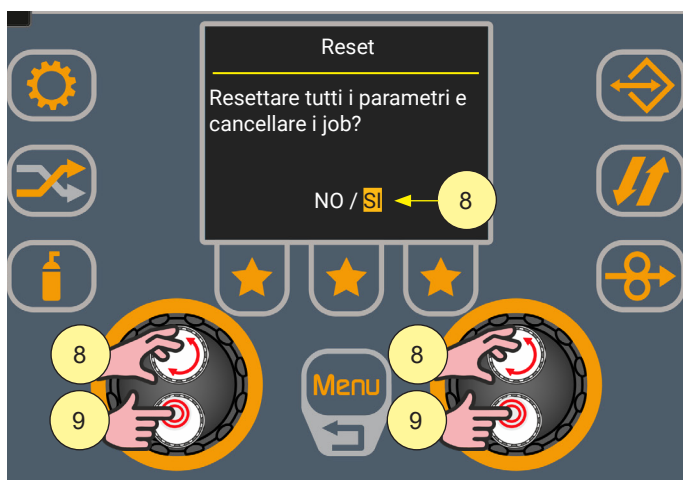 Reset
Resettare tutti i parametri e
cancellare i job?
NO / SI
8
8
8
9
Menu
9